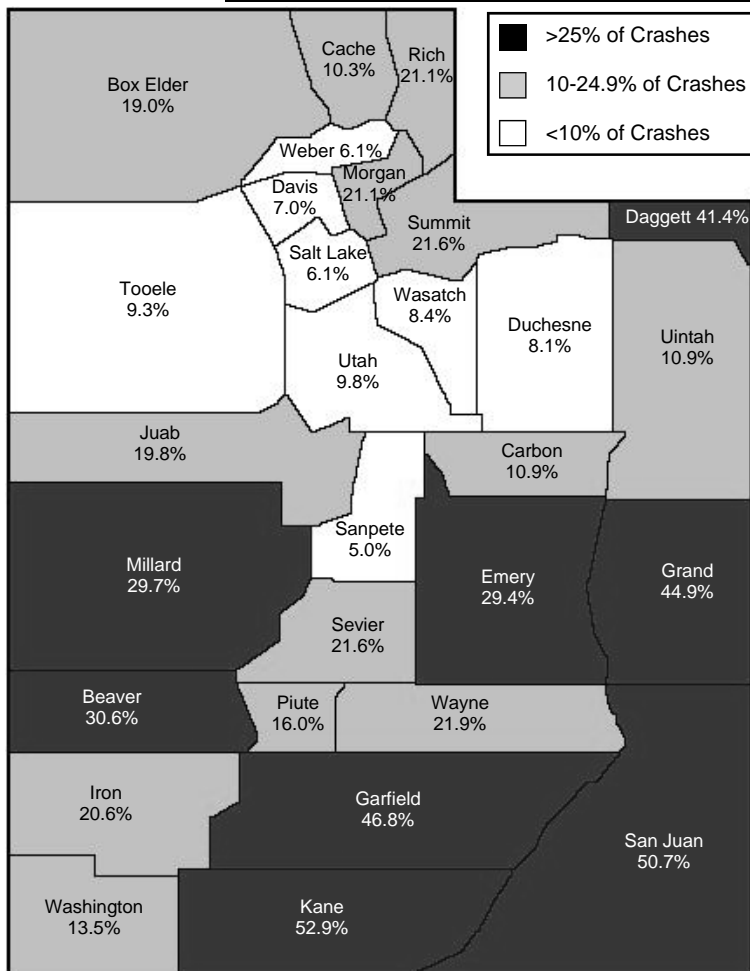 >25% of Crashes
10-24.9% of Crashes
<10% of Crashes
Cache
10.3%
Rich
21.1%
Box Elder
19.0%
Weber 6.1%
Morgan
21.1%
Davis
7.0%
Summit
21.6%
Daggett 41.4%
Salt Lake
6.1%
Tooele
9.3%
Wasatch
8.4%
Duchesne
8.1%
Uintah
10.9%
Utah
9.8%
Juab
19.8%
Carbon
10.9%
Sanpete
5.0%
Millard
29.7%
Emery
29.4%
Grand
44.9%
Sevier
21.6%
Beaver
30.6%
Piute
16.0%
Wayne
21.9%
Iron
20.6%
Garfield
46.8%
San Juan
50.7%
Washington
13.5%
Kane
52.9%